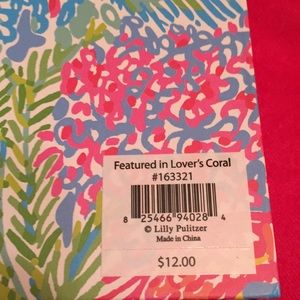 Featured in Lover's Coral
#163321
8 25466 94028 4
© Lilly Pulitzer
Made in China
$12.00